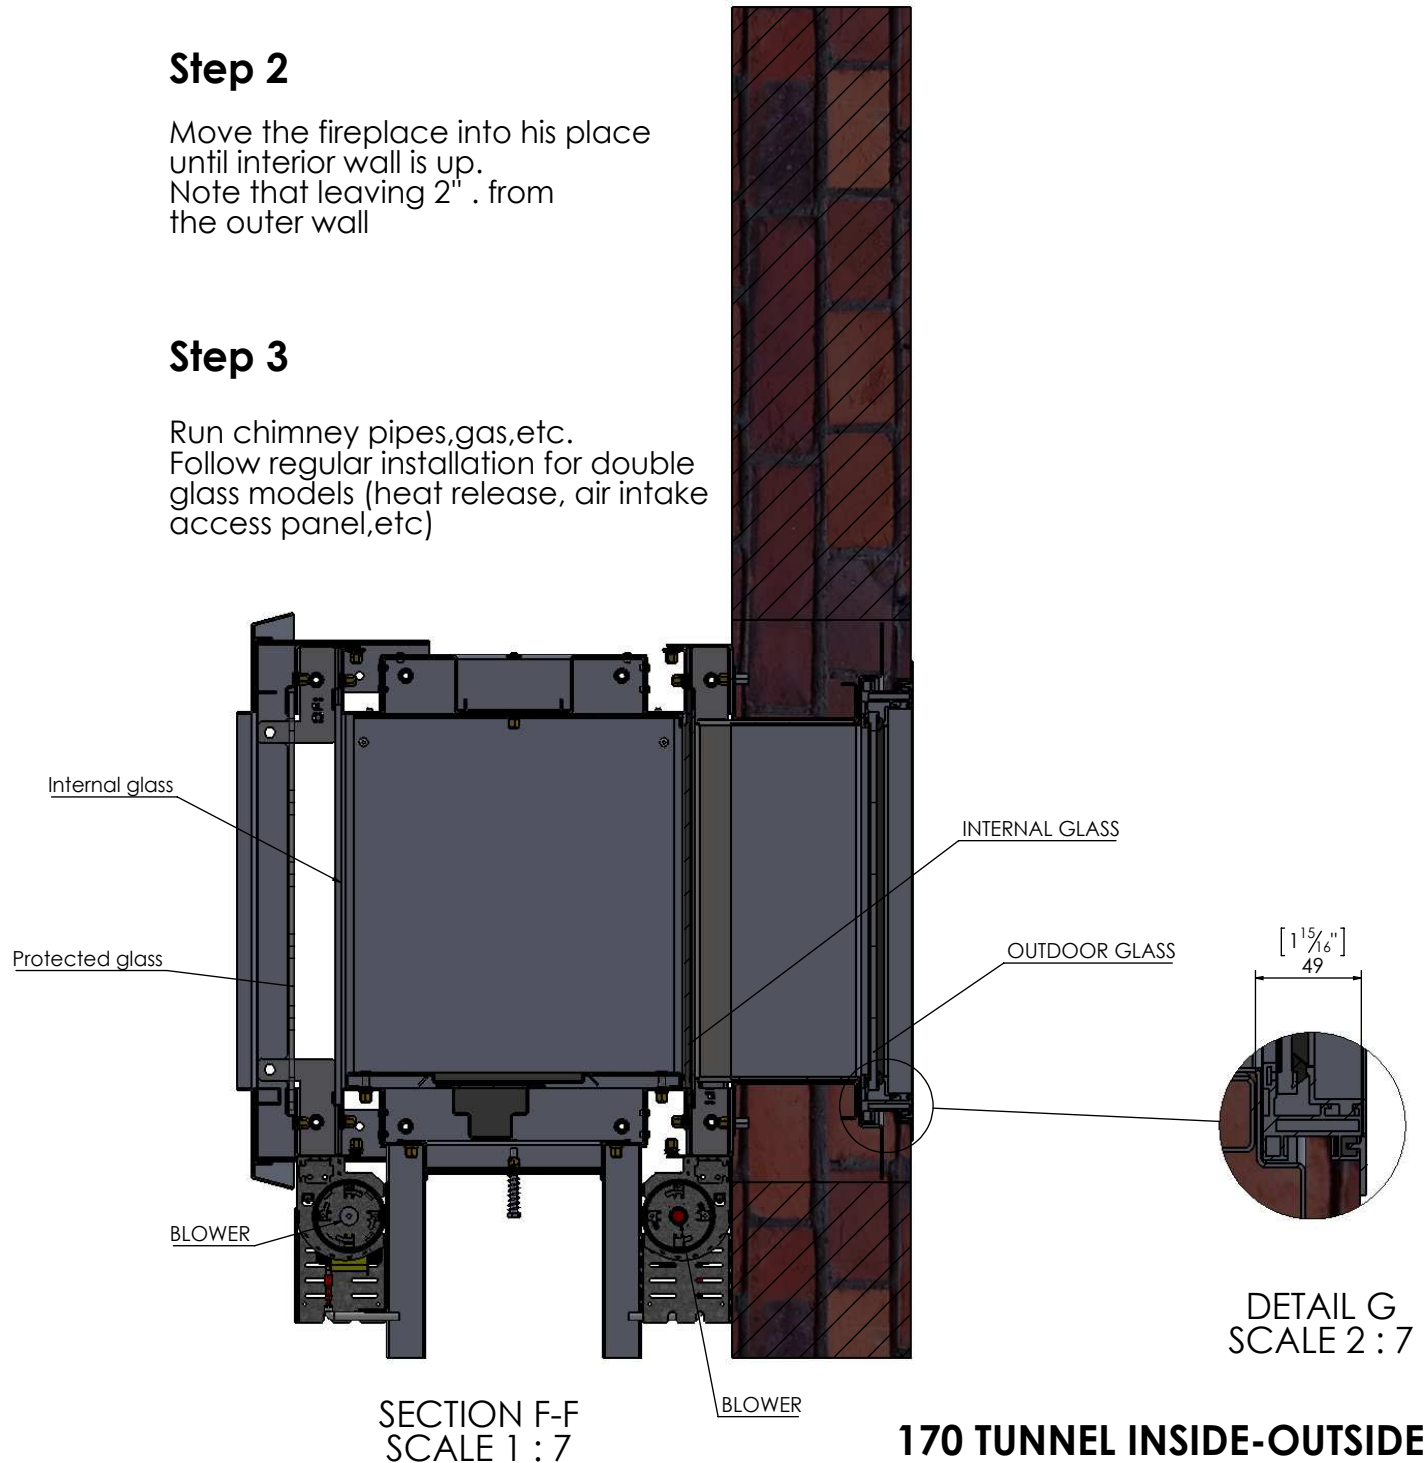 Step 2
Move the fireplace into his place
until interior wall is up.
Note that leaving 2" . from
the outer wall
Step 3
Run chimney pipes,gas,etc.
Follow regular installation for double
glass models (heat release, air intake
access panel,etc)
Internal glass
INTERNAL GLASS
Protected glass
OUTDOOR GLASS
[1 15/16"]
49
BLOWER
BLOWER
DETAIL G
SCALE 2 : 7
SECTION F-F
SCALE 1 : 7
170 TUNNEL INSIDE-OUTSIDE